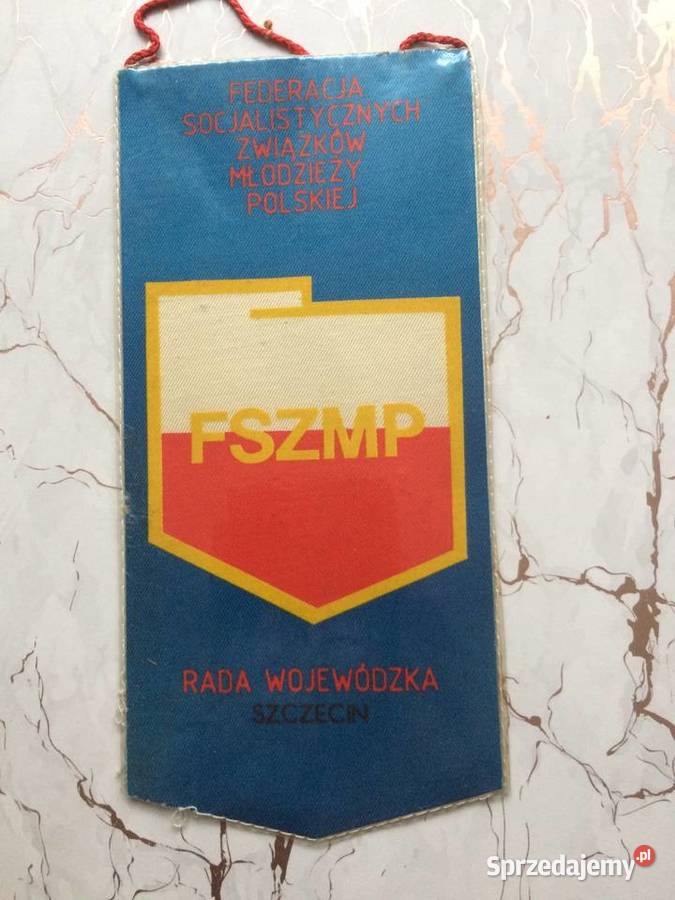 FEDERACJA
SOCJALISTYCZNYCH
ZWIĄZKÓW
MŁODZIEŻY
POLSKIEJ
FSZMP
RADA WOJEWÓDZKA
SZCZECIN
Sprzedajemy.pl